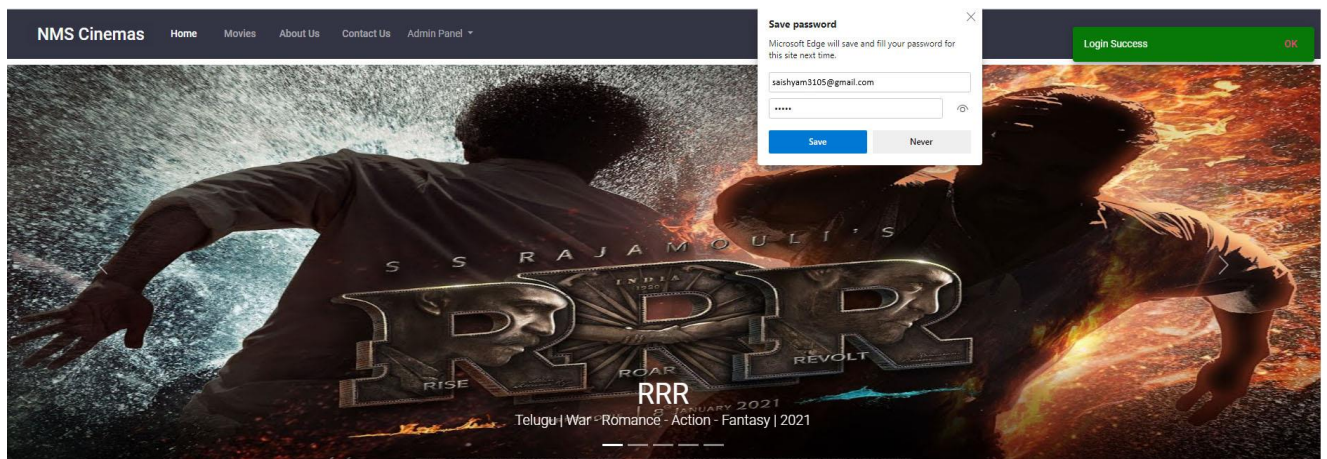 NMS Cinemas Home Movies About Us Contact Us Admin Panel
Save password
Microsoft Edge will save and fill your password for
this site next time.
saishyam3105@gmail.com
•••••
Save Never
Login Success OK
S S RAJAMOULI'S
INDIA
1920
RRR
RISE ROAR REVOLT
RRR
JANUARY 2021
Telugu | War - Romance - Action - Fantasy | 2021